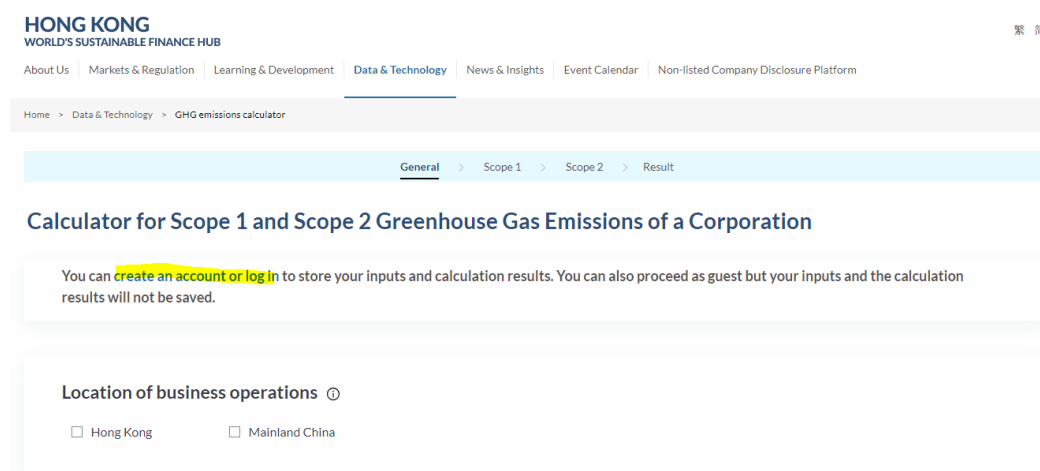 HONG KONG
WORLD'S SUSTAINABLE FINANCE HUB
繁 简
About Us Markets & Regulation Learning & Development Data & Technology News & Insights Event Calendar Non-listed Company Disclosure Platform
Home > Data & Technology > GHG emissions calculator
General > Scope 1 > Scope 2 > Result
Calculator for Scope 1 and Scope 2 Greenhouse Gas Emissions of a Corporation
You can create an account or log in to store your inputs and calculation results. You can also proceed as guest but your inputs and the calculation
results will not be saved.
Location of business operations
Hong Kong Mainland China